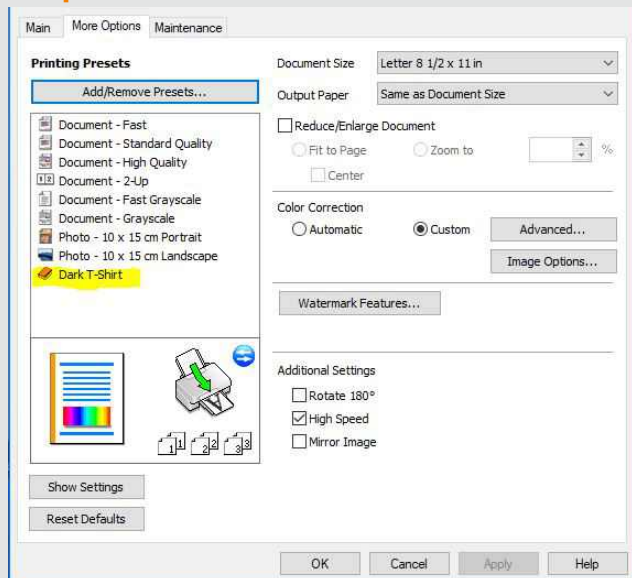 Main More Options Maintenance
Printing Presets
Add/Remove Presets...
Document - Fast
Document - Standard Quality
Document - High Quality
Document - 2-Up
Document - Fast Grayscale
Document - Grayscale
Photo - 10 x 15 cm Portrait
Photo - 10 x 15 cm Landscape
Dark T-Shirt
1 1 2 2 3 3
Show Settings
Reset Defaults
Document Size Letter 8 1/2 x 11 in
Output Paper Same as Document Size
Reduce/Enlarge Document
Fit to Page Zoom to %
Center
Color Correction
Automatic Custom Advanced...
Image Options...
Watermark Features...
Additional Settings
Rotate 180°
High Speed
Mirror Image
OK Cancel Apply Help